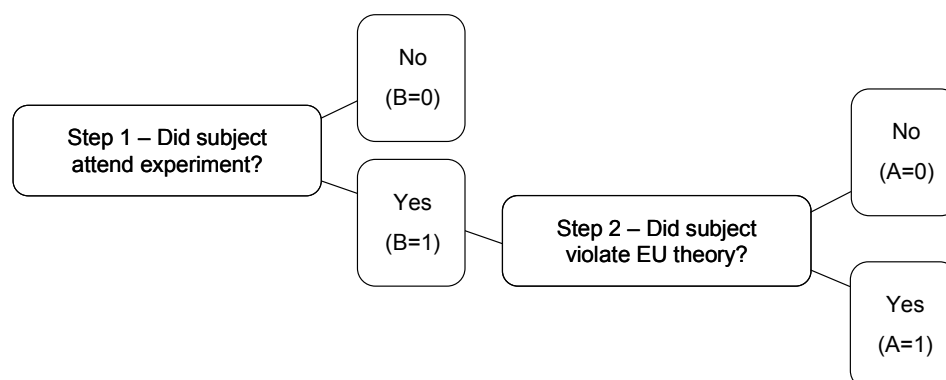 Step 1 – Did subject
attend experiment?
No
(B=0)
Yes
(B=1)
Step 2 – Did subject
violate EU theory?
No
(A=0)
Yes
(A=1)